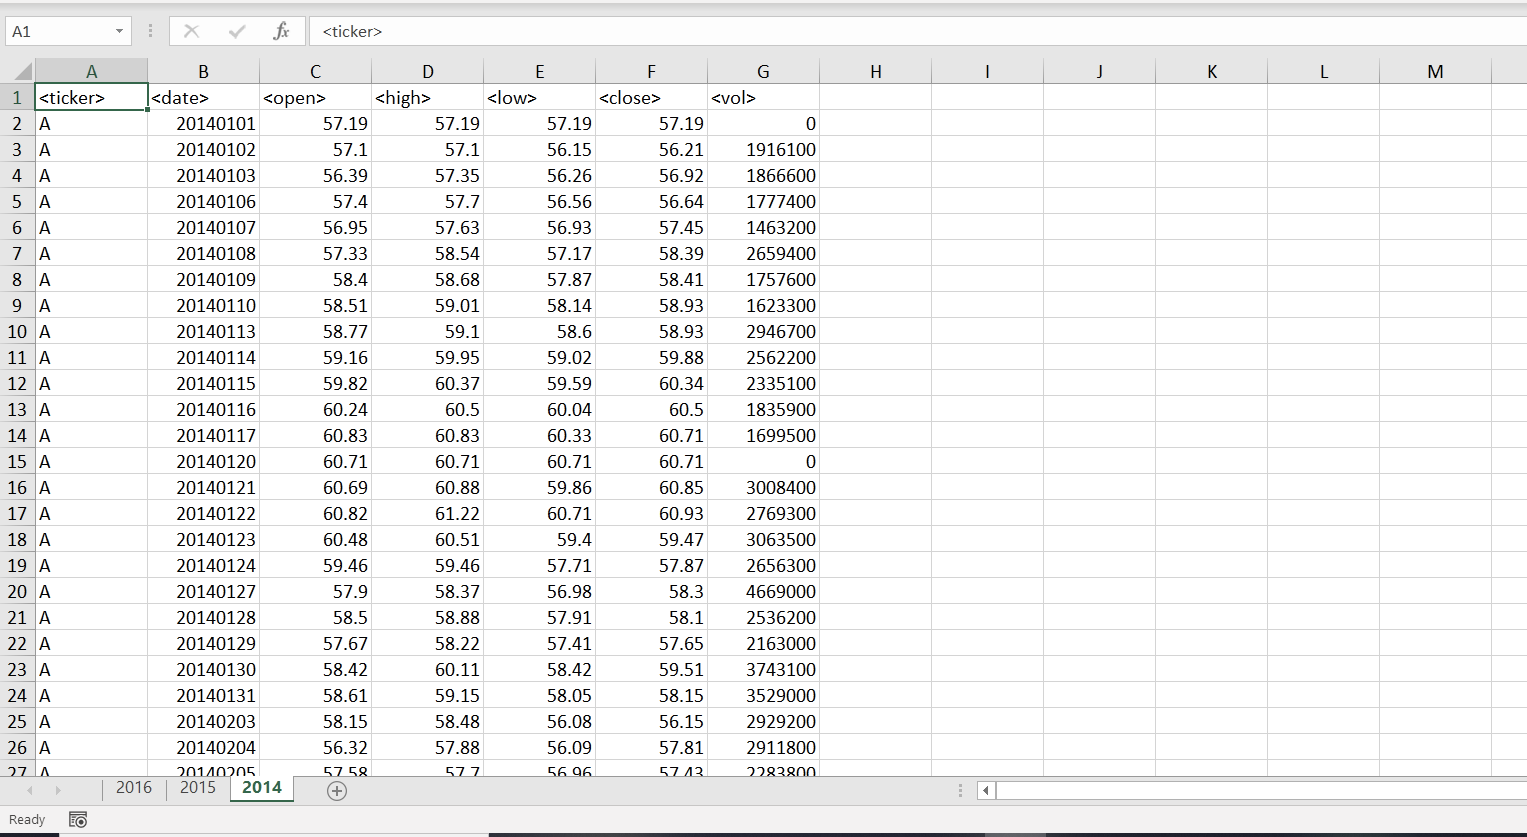 A1 fx <ticker>
A B C D E F G H I J K L M
1 <ticker> <date> <open> <high> <low> <close> <vol>
2 A 20140101 57.19 57.19 57.19 57.19 0
3 A 20140102 57.1 57.1 56.15 56.21 1916100
4 A 20140103 56.39 57.35 56.26 56.92 1866600
5 A 20140106 57.4 57.7 56.56 56.64 1777400
6 A 20140107 56.95 57.63 56.93 57.45 1463200
7 A 20140108 57.33 58.54 57.17 58.39 2659400
8 A 20140109 58.4 58.68 57.87 58.41 1757600
9 A 20140110 58.51 59.01 58.14 58.93 1623300
10 A 20140113 58.77 59.1 58.6 58.93 2946700
11 A 20140114 59.16 59.95 59.02 59.88 2562200
12 A 20140115 59.82 60.37 59.59 60.34 2335100
13 A 20140116 60.24 60.5 60.04 60.5 1835900
14 A 20140117 60.83 60.83 60.33 60.71 1699500
15 A 20140120 60.71 60.71 60.71 60.71 0
16 A 20140121 60.69 60.88 59.86 60.85 3008400
17 A 20140122 60.82 61.22 60.71 60.93 2769300
18 A 20140123 60.48 60.51 59.4 59.47 3063500
19 A 20140124 59.46 59.46 57.71 57.87 2656300
20 A 20140127 57.9 58.37 56.98 58.3 4669000
21 A 20140128 58.5 58.88 57.91 58.1 2536200
22 A 20140129 57.67 58.22 57.41 57.65 2163000
23 A 20140130 58.42 60.11 58.42 59.51 3743100
24 A 20140131 58.61 59.15 58.05 58.15 3529000
25 A 20140203 58.15 58.48 56.08 56.15 2929200
26 A 20140204 56.32 57.88 56.09 57.81 2911800
27 A 20140205 57.58 57.7 56.96 57.43 2283800
2016 2015 2014
Ready